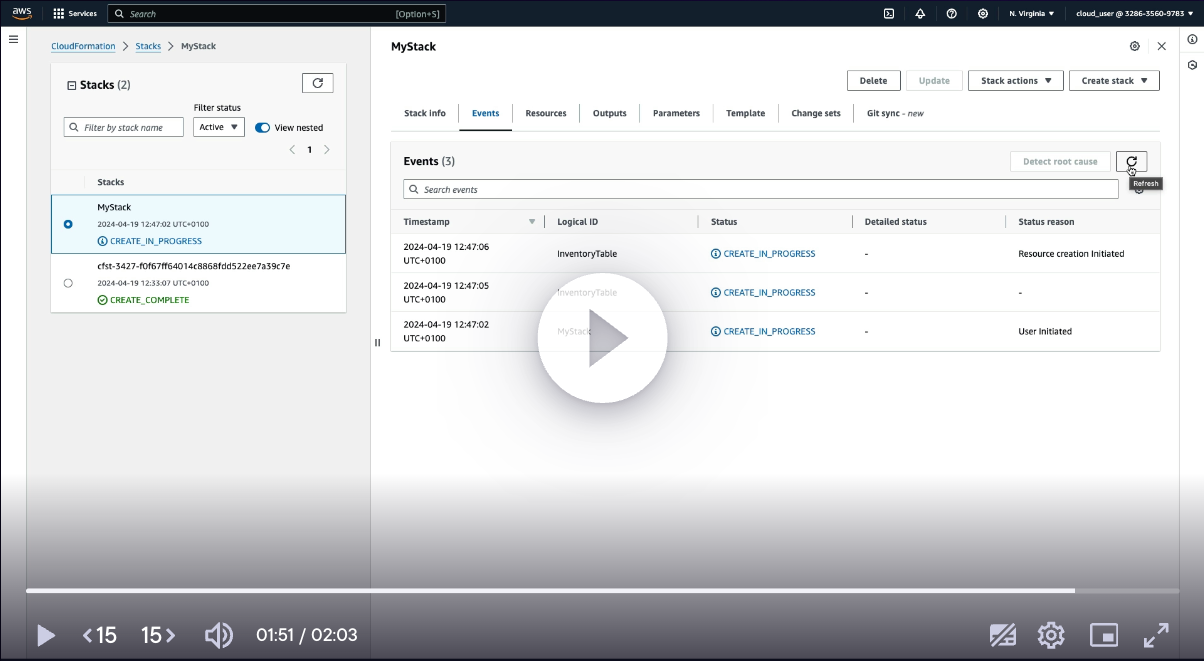 aws Services Search [Option+S] N. Virginia cloud_user @ 3286-3560-9783
CloudFormation > Stacks > MyStack
Stacks (2)
Filter status
Filter by stack name Active View nested
1
Stacks
MyStack
2024-04-19 12:47:02 UTC+0100
CREATE_IN_PROGRESS
cfst-3427-f0f67ff64014c8868fdd522ee7a39c7e
2024-04-19 12:33:07 UTC+0100
CREATE_COMPLETE
MyStack
Delete Update Stack actions Create stack
Stack info Events Resources Outputs Parameters Template Change sets Git sync - new
Events (3) Detect root cause
Refresh
Search events
Timestamp Logical ID Status Detailed status Status reason
2024-04-19 12:47:06
UTC+0100 InventoryTable CREATE_IN_PROGRESS - Resource creation Initiated
2024-04-19 12:47:05
UTC+0100 InventoryTable CREATE_IN_PROGRESS - -
2024-04-19 12:47:02
UTC+0100 MyStack CREATE_IN_PROGRESS - User Initiated
15 15 01:51 / 02:03